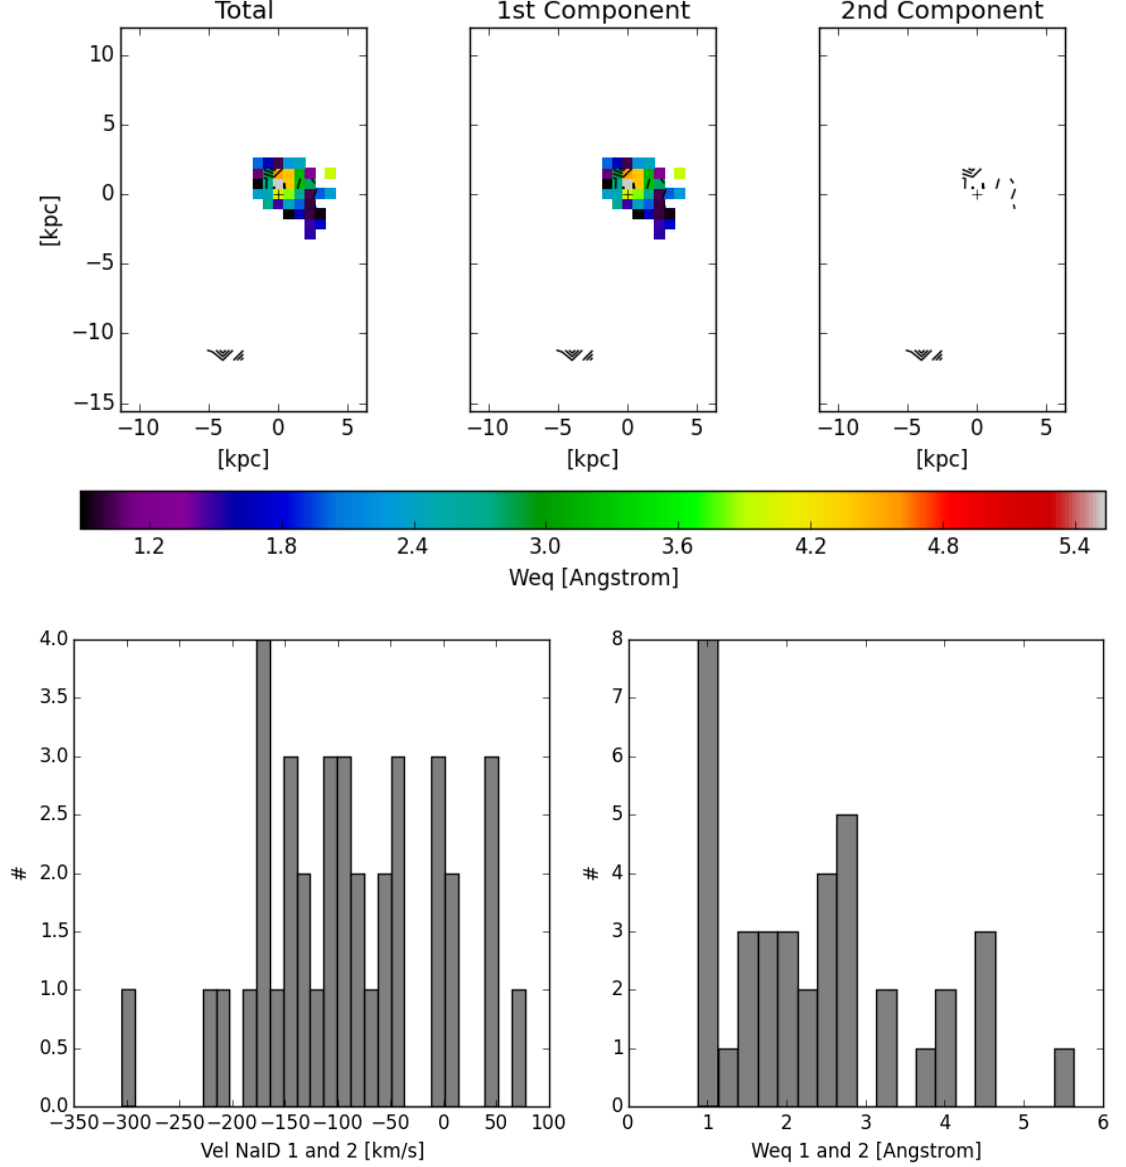 Total 1st Component 2nd Component
10
5
0
−5
−10
−15
[kpc]
−10 −5 0 5 −10 −5 0 5 −10 −5 0 5
[kpc] [kpc] [kpc]
1.2 1.8 2.4 3.0 3.6 4.2 4.8 5.4
Weq [Angstrom]
4.0
3.5
3.0
2.5
2.0
1.5
1.0
0.5
0.0
#
−350 −300 −250 −200 −150 −100 −50 0 50 100
Vel NaID 1 and 2 [km/s]
8
7
6
5
4
3
2
1
0
#
0 1 2 3 4 5 6
Weq 1 and 2 [Angstrom]